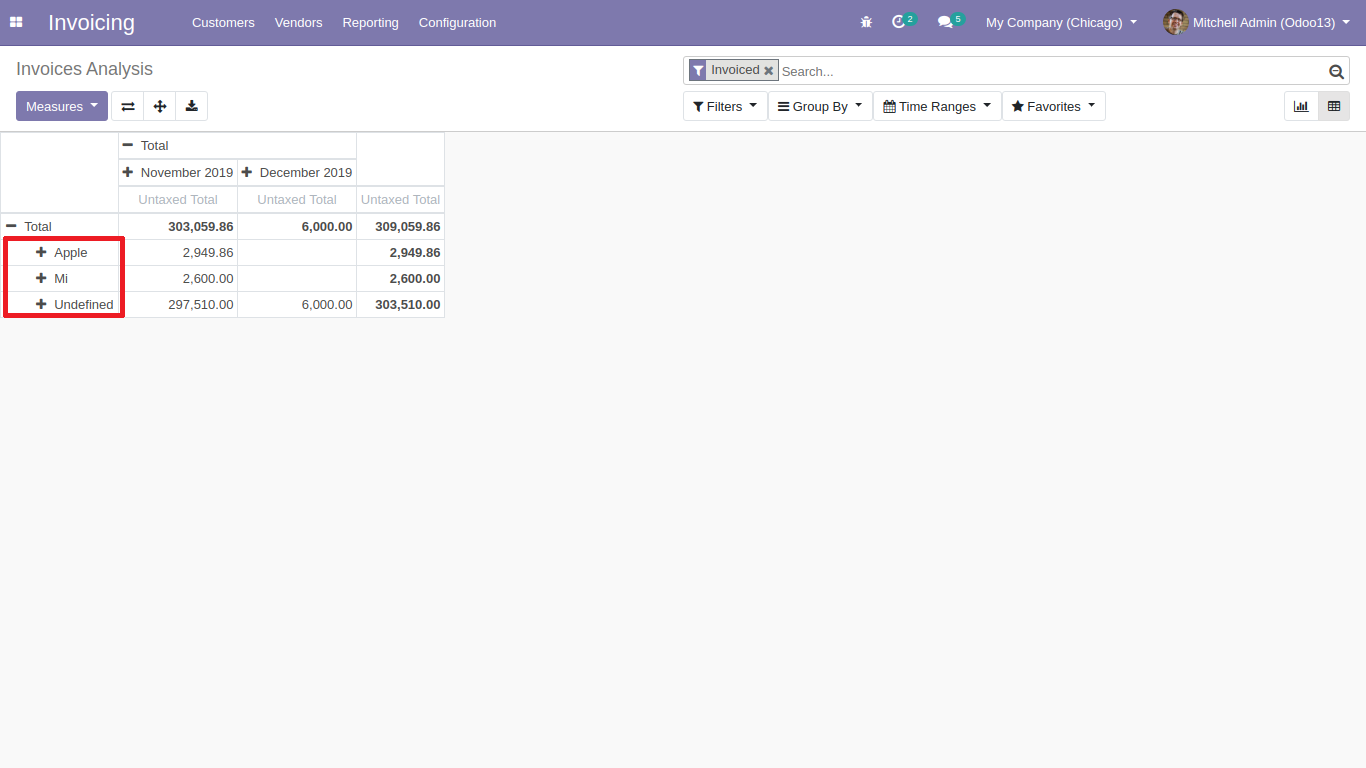 Invoicing Customers Vendors Reporting Configuration 2 5 My Company (Chicago) Mitchell Admin (Odoo13)
Invoices Analysis
Invoiced Search...
Measures
Filters Group By Time Ranges Favorites
Total
November 2019 December 2019
Untaxed Total Untaxed Total Untaxed Total
Total 303,059.86 6,000.00 309,059.86
Apple 2,949.86 2,949.86
Mi 2,600.00 2,600.00
Undefined 297,510.00 6,000.00 303,510.00